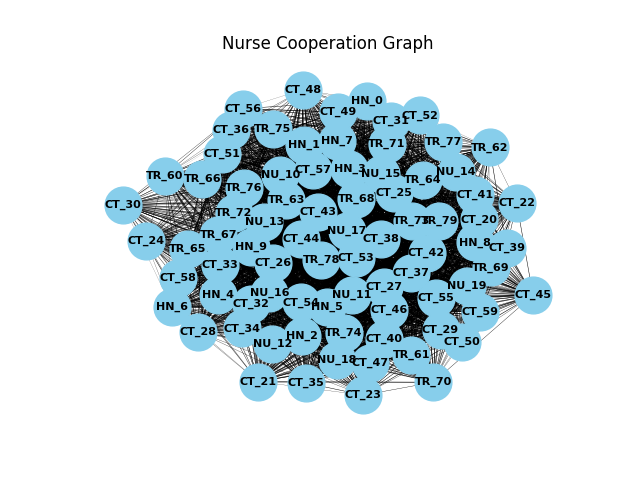 Nurse Cooperation Graph
CT_48
HN_0
CT_56
CT_49
CT_52
CT_31
CT_36
TR_75
HN_1
HN_7
TR_71
TR_77
TR_62
CT_51
CT_57
HN_3
NU_15
NU_14
TR_60
TR_66
NU_10
TR_64
TR_76
CT_25
CT_41
TR_63
TR_68
CT_30
CT_22
TR_72
CT_43
NU_13
TR_73
TR_79
CT_20
NU_17
TR_67
CT_24
CT_44
CT_38
HN_8
TR_65
HN_9
CT_39
CT_42
CT_33
CT_26
TR_78
CT_53
TR_69
CT_58
CT_37
HN_4
NU_16
CT_27
NU_19
CT_45
HN_6
CT_32
CT_54
HN_5
NU_11
CT_55
CT_46
CT_59
CT_28
CT_34
HN_2
TR_74
CT_29
NU_12
CT_40
CT_50
NU_18
CT_47
TR_61
CT_21
CT_35
TR_70
CT_23